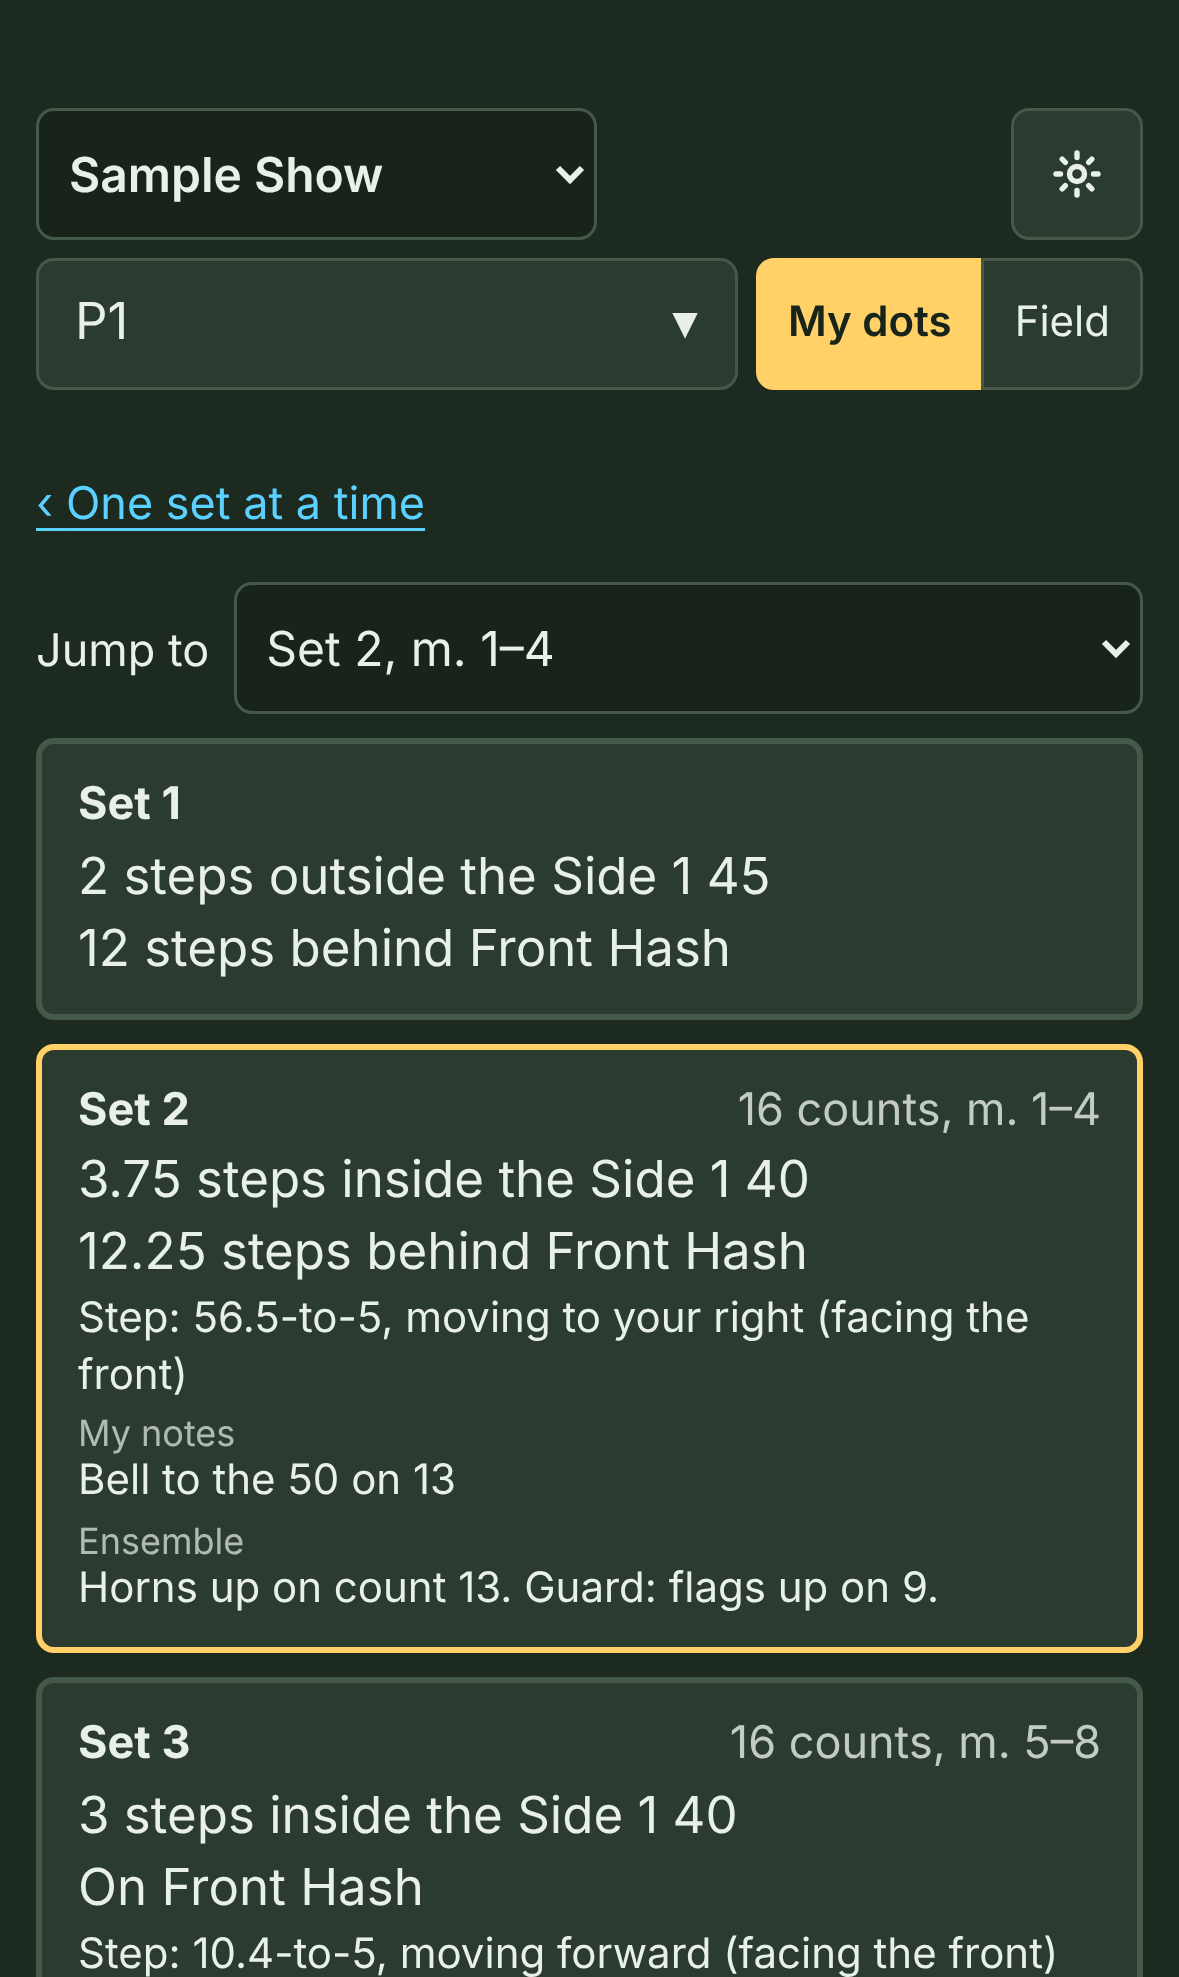 Sample Show
P1 ▼
My dots
Field
‹ One set at a time
Jump to
Set 2, m. 1–4
Set 1
2 steps outside the Side 1 45
12 steps behind Front Hash
Set 2
16 counts, m. 1–4
3.75 steps inside the Side 1 40
12.25 steps behind Front Hash
Step: 56.5-to-5, moving to your right (facing the
front)
My notes
Bell to the 50 on 13
Ensemble
Horns up on count 13. Guard: flags up on 9.
Set 3
16 counts, m. 5–8
3 steps inside the Side 1 40
On Front Hash
Step: 10.4-to-5, moving forward (facing the front)